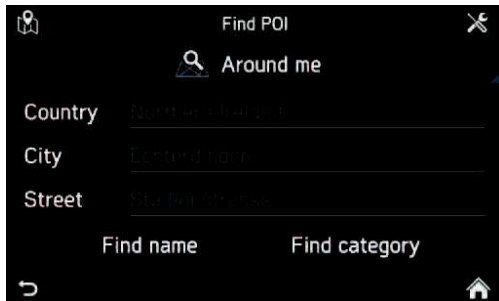 Find POI
Around me
Country
City
Street
Find name
Find category